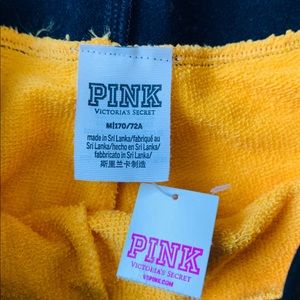 PINK
VICTORIA'S SECRET
M|170/72A
made in Sri Lanka/fabriqué au
Sri Lanka/hecho en Sri Lanka/
fabbricato in Sri Lanka/
斯里兰卡制造
PINK
VICTORIA'S SECRET
VSPINK.COM